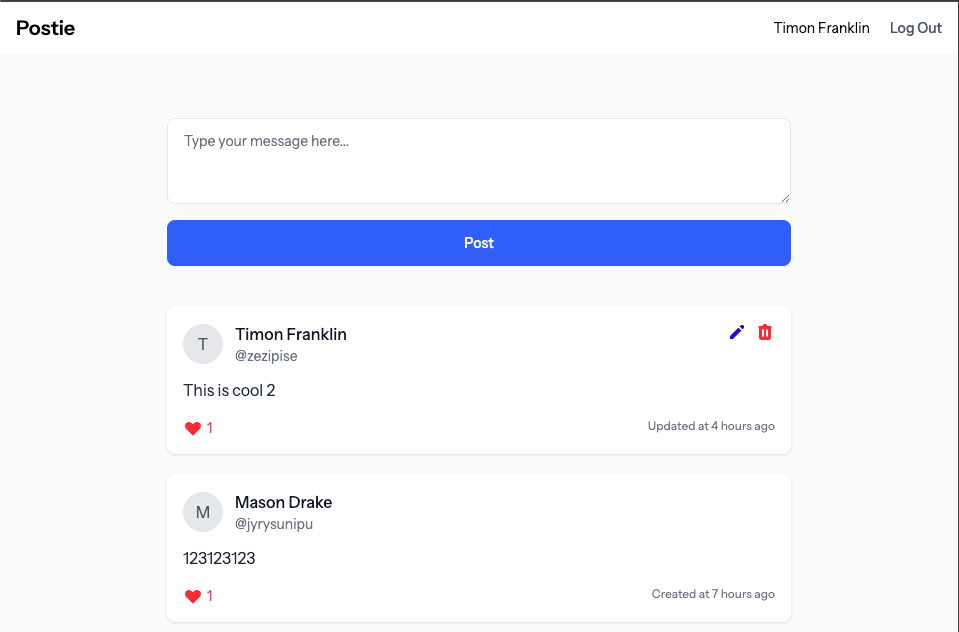 Postie
Timon Franklin
Log Out
Type your message here...
Post
T
Timon Franklin
@zezipise
This is cool 2
1
Updated at 4 hours ago
M
Mason Drake
@jyrysunipu
123123123
1
Created at 7 hours ago